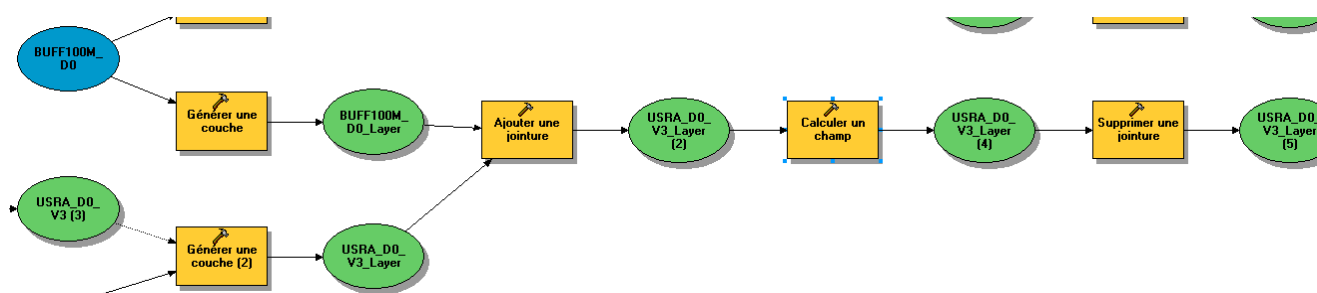 BUFF100M_
D0
Générer une
couche
BUFF100M_
D0_Layer
Ajouter une
jointure
USRA_D0_
V3_Layer
(2)
Calculer un
champ
USRA_D0_
V3_Layer
(4)
Supprimer une
jointure
USRA_D0_
V3_Layer
(5)
USRA_D0_
V3 (3)
Générer une
couche (2)
USRA_D0_
V3_Layer